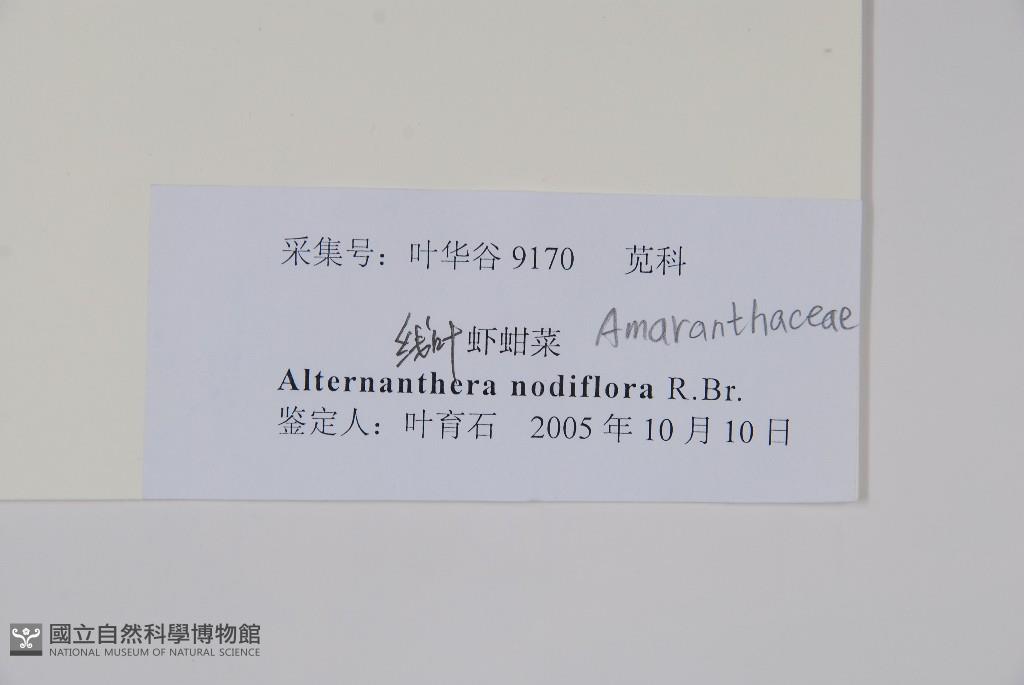 采集号：叶华谷 9170 苋科
线叶虾蚶菜 Amaranthaceae
Alternanthera nodiflora R.Br.
鉴定人：叶育石 2005 年 10 月 10 日
國立自然科學博物館
NATIONAL MUSEUM OF NATURAL SCIENCE